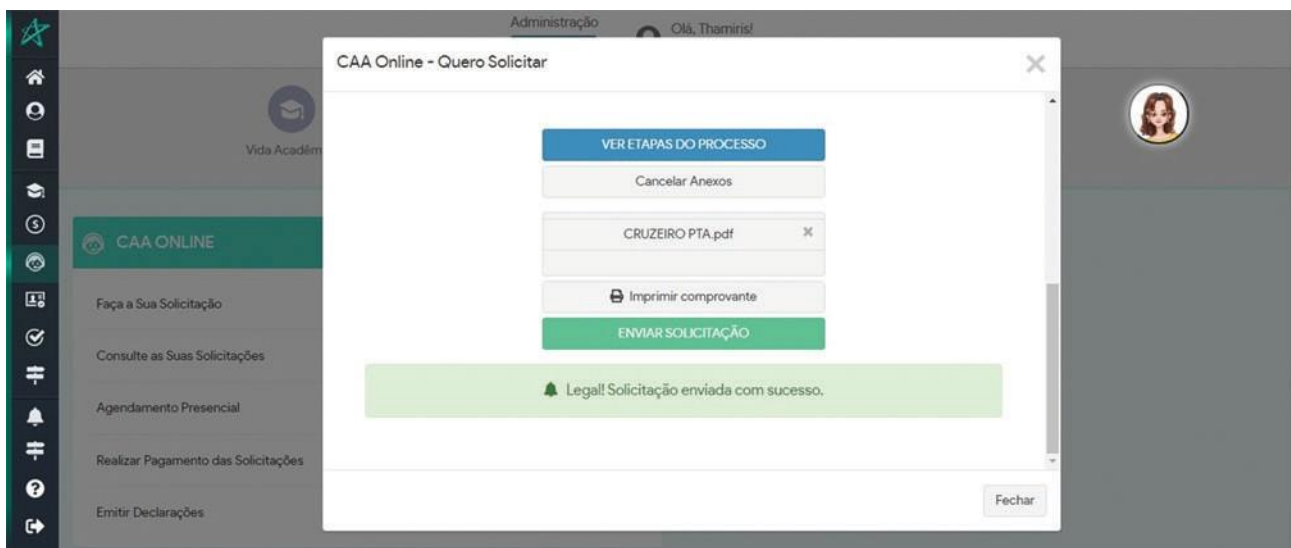 Administração
Olá, Thamiris!
CAA Online - Quero Solicitar
Vida Acadêm
VER ETAPAS DO PROCESSO
Cancelar Anexos
CRUZEIRO PTA.pdf
CAA ONLINE
Faça a Sua Solicitação
Imprimir comprovante
ENVIAR SOLICITAÇÃO
Consulte as Suas Solicitações
Legal! Solicitação enviada com sucesso.
Agendamento Presencial
Realizar Pagamento das Solicitações
Fechar
Emitir Declarações